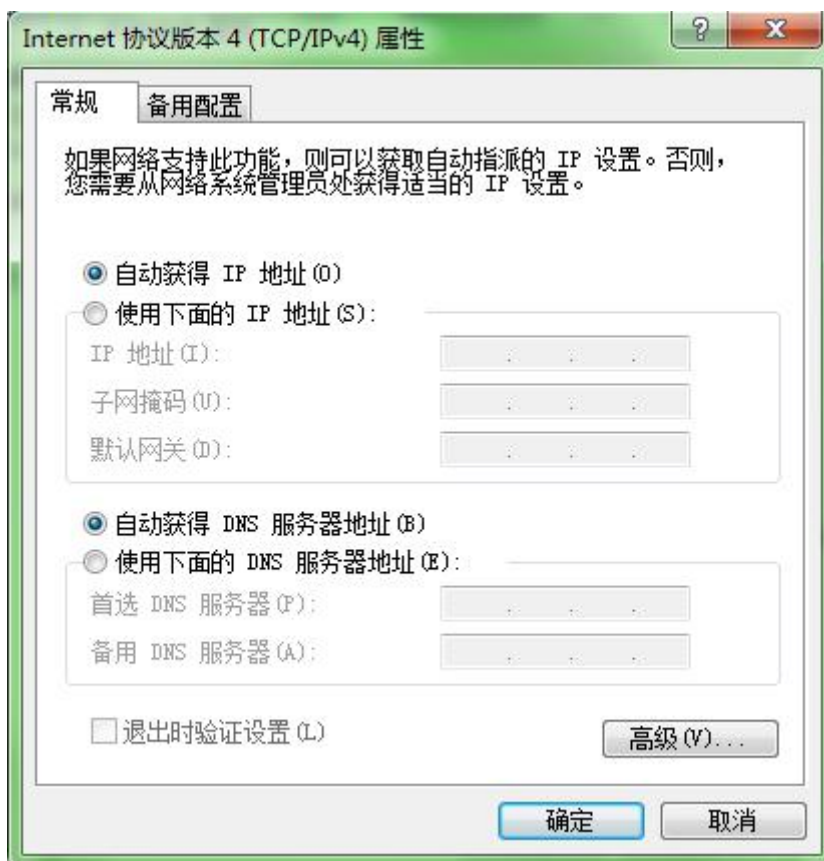 Internet 协议版本 4 (TCP/IPv4) 属性
常规 备用配置
如果网络支持此功能，则可以获取自动指派的 IP 设置。否则，
您需要从网络系统管理员处获得适当的 IP 设置。
自动获得 IP 地址(O)
使用下面的 IP 地址(S):
IP 地址(I):
子网掩码(U):
默认网关(D):
自动获得 DNS 服务器地址(B)
使用下面的 DNS 服务器地址(E):
首选 DNS 服务器(P):
备用 DNS 服务器(A):
退出时验证设置(L)
高级(V)...
确定 取消